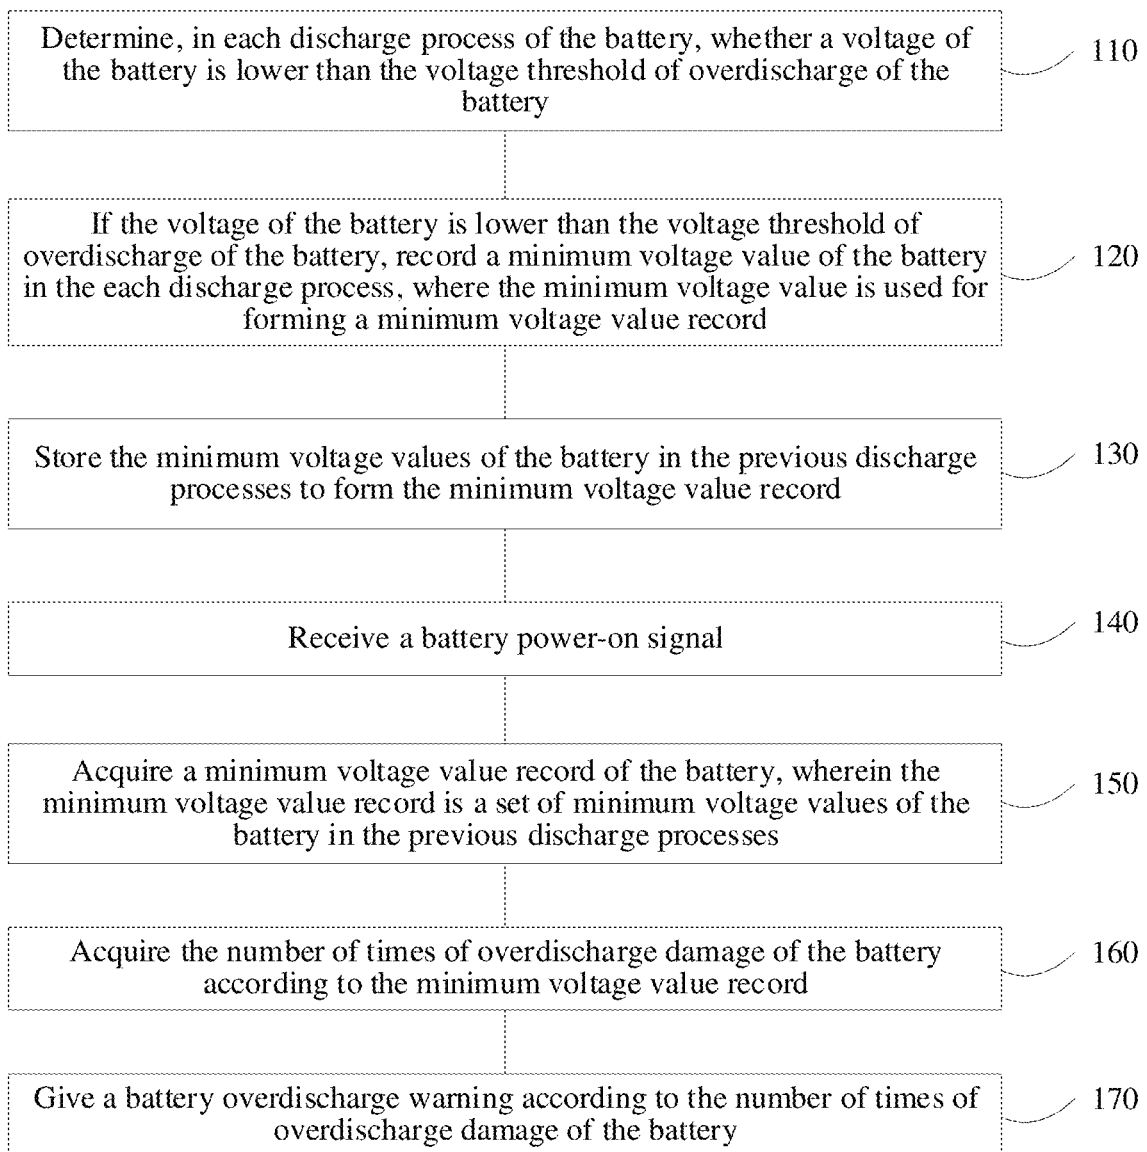 Determine, in each discharge process of the battery, whether a voltage of
the battery is lower than the voltage threshold of overdischarge of the
battery
110
If the voltage of the battery is lower than the voltage threshold of
overdischarge of the battery, record a minimum voltage value of the battery
in the each discharge process, where the minimum voltage value is used for
forming a minimum voltage value record
120
Store the minimum voltage values of the battery in the previous discharge
processes to form the minimum voltage value record
130
Receive a battery power-on signal
140
Acquire a minimum voltage value record of the battery, wherein the
minimum voltage value record is a set of minimum voltage values of the
battery in the previous discharge processes
150
Acquire the number of times of overdischarge damage of the battery
according to the minimum voltage value record
160
Give a battery overdischarge warning according to the number of times of
overdischarge damage of the battery
170